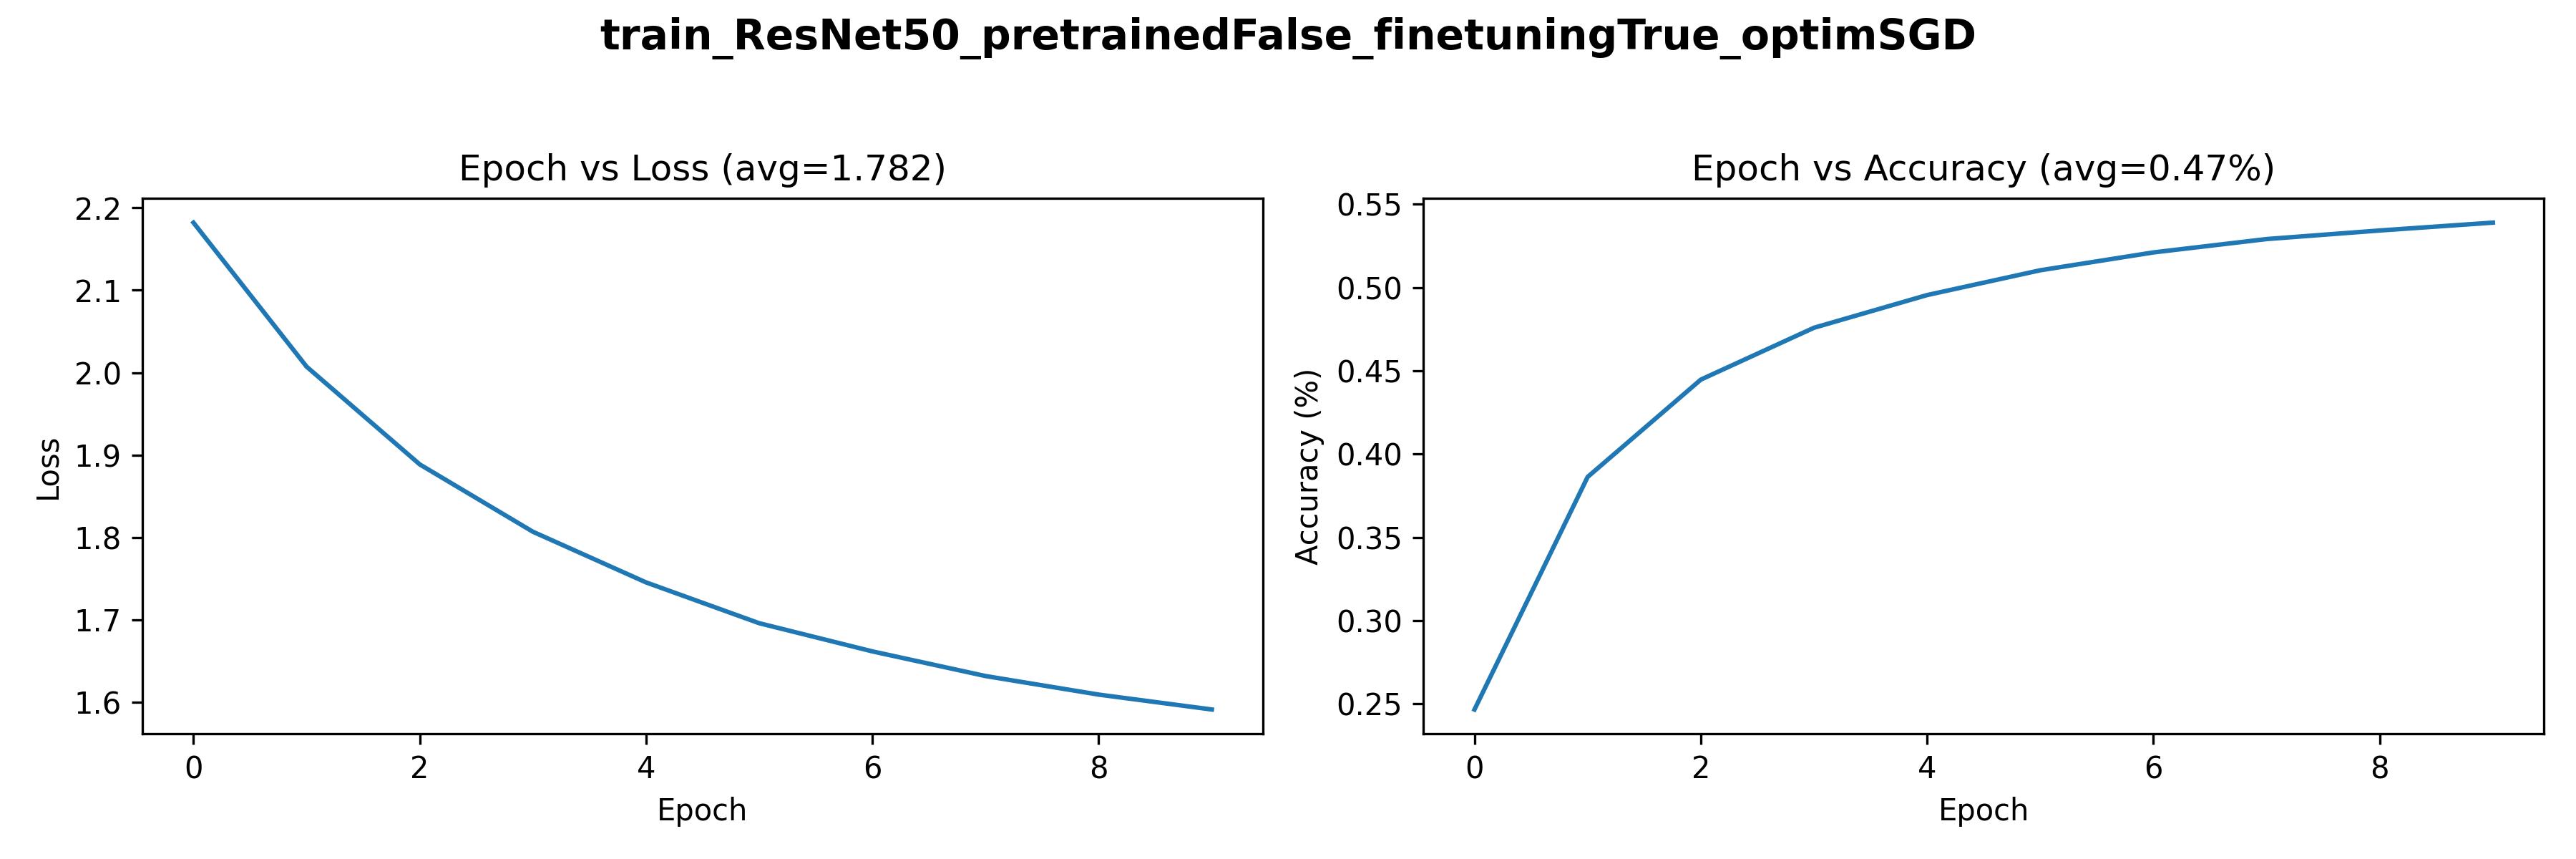 train_ResNet50_pretrainedFalse_finetuningTrue_optimSGD
Epoch vs Loss (avg=1.782)
2.2
2.1
2.0
1.9
1.8
1.7
1.6
Loss
0 2 4 6 8
Epoch
Epoch vs Accuracy (avg=0.47%)
0.55
0.50
0.45
0.40
0.35
0.30
0.25
Accuracy (%)
0 2 4 6 8
Epoch